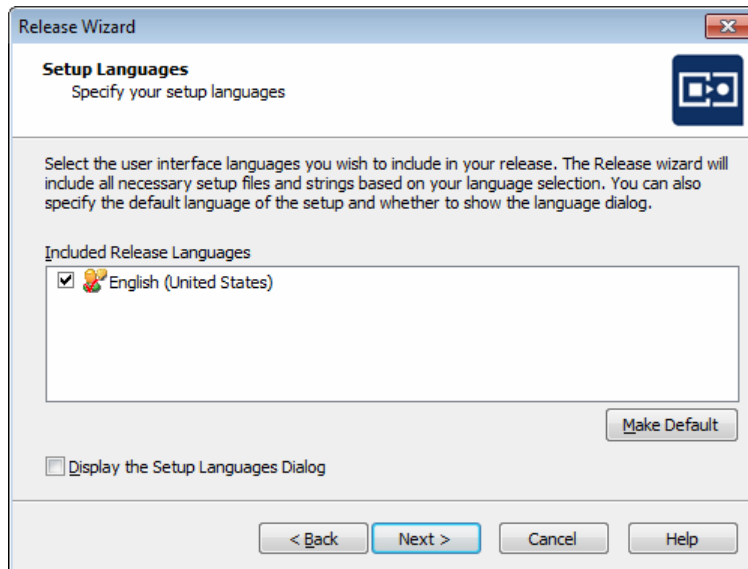 Release Wizard
Setup Languages
Specify your setup languages
Select the user interface languages you wish to include in your release. The Release wizard will
include all necessary setup files and strings based on your language selection. You can also
specify the default language of the setup and whether to show the language dialog.
Included Release Languages
English (United States)
Make Default
Display the Setup Languages Dialog
< Back Next > Cancel Help